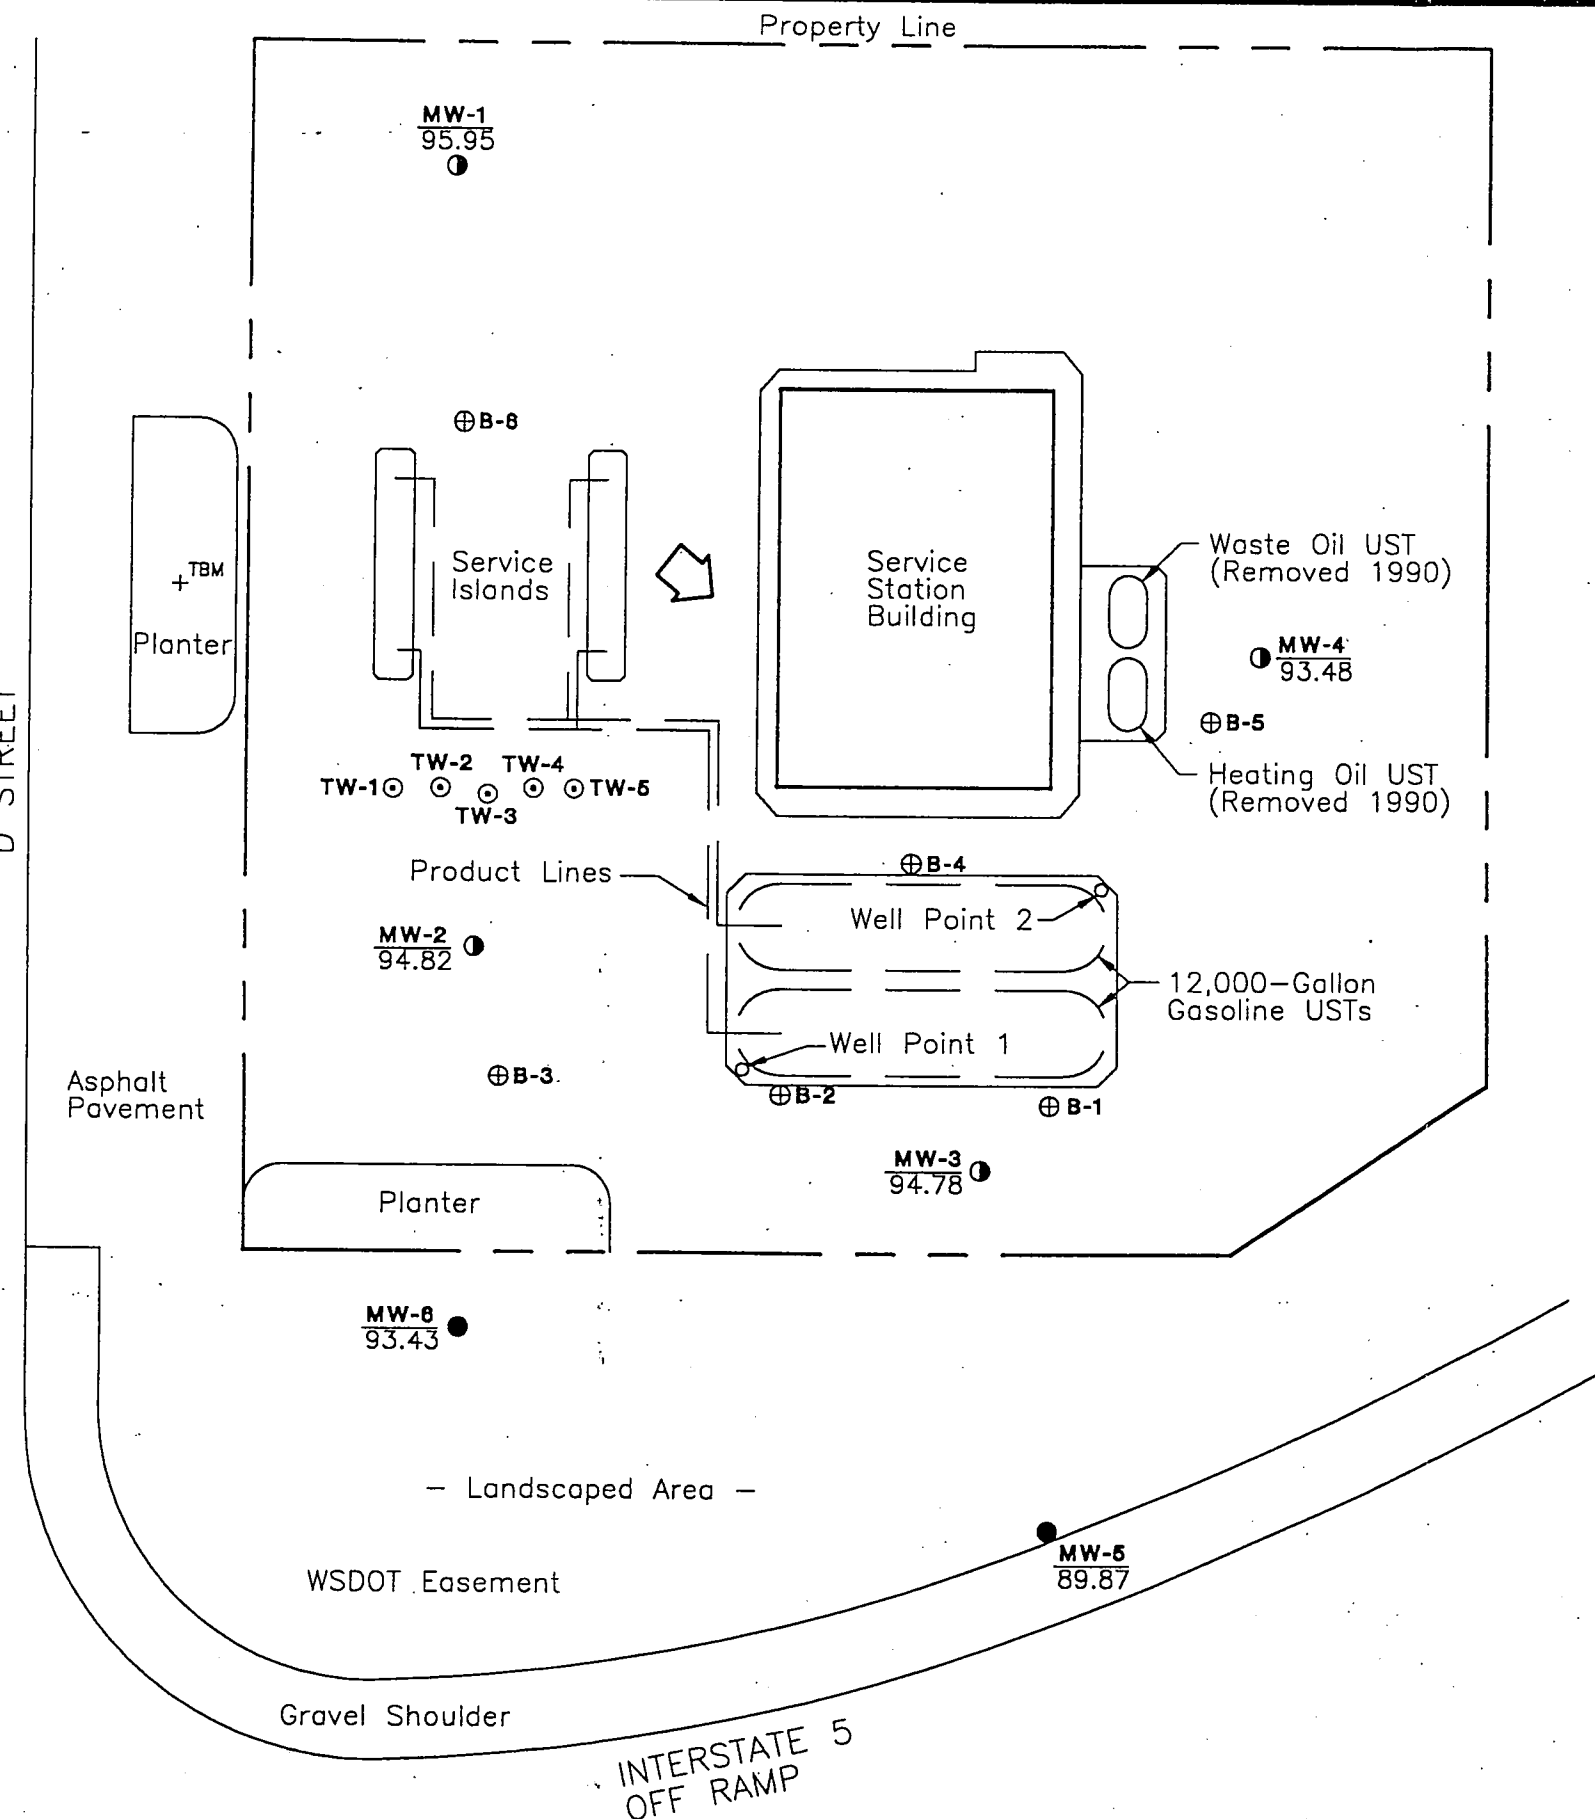 Property Line
MW-1
95.95
B-6
Service
Islands
Service
Station
Building
Waste Oil UST
(Removed 1990)
TBM
Planter
MW-4
93.48
B-5
D STREET
Heating Oil UST
(Removed 1990)
TW-1
TW-2
TW-3
TW-4
TW-5
Product Lines
B-4
Well Point 2
MW-2
94.82
12,000-Gallon
Gasoline USTs
Well Point 1
B-3
B-2
B-1
Asphalt
Pavement
MW-3
94.78
Planter
MW-6
93.43
- Landscaped Area -
MW-5
89.87
WSDOT Easement
Gravel Shoulder
INTERSTATE 5
OFF RAMP